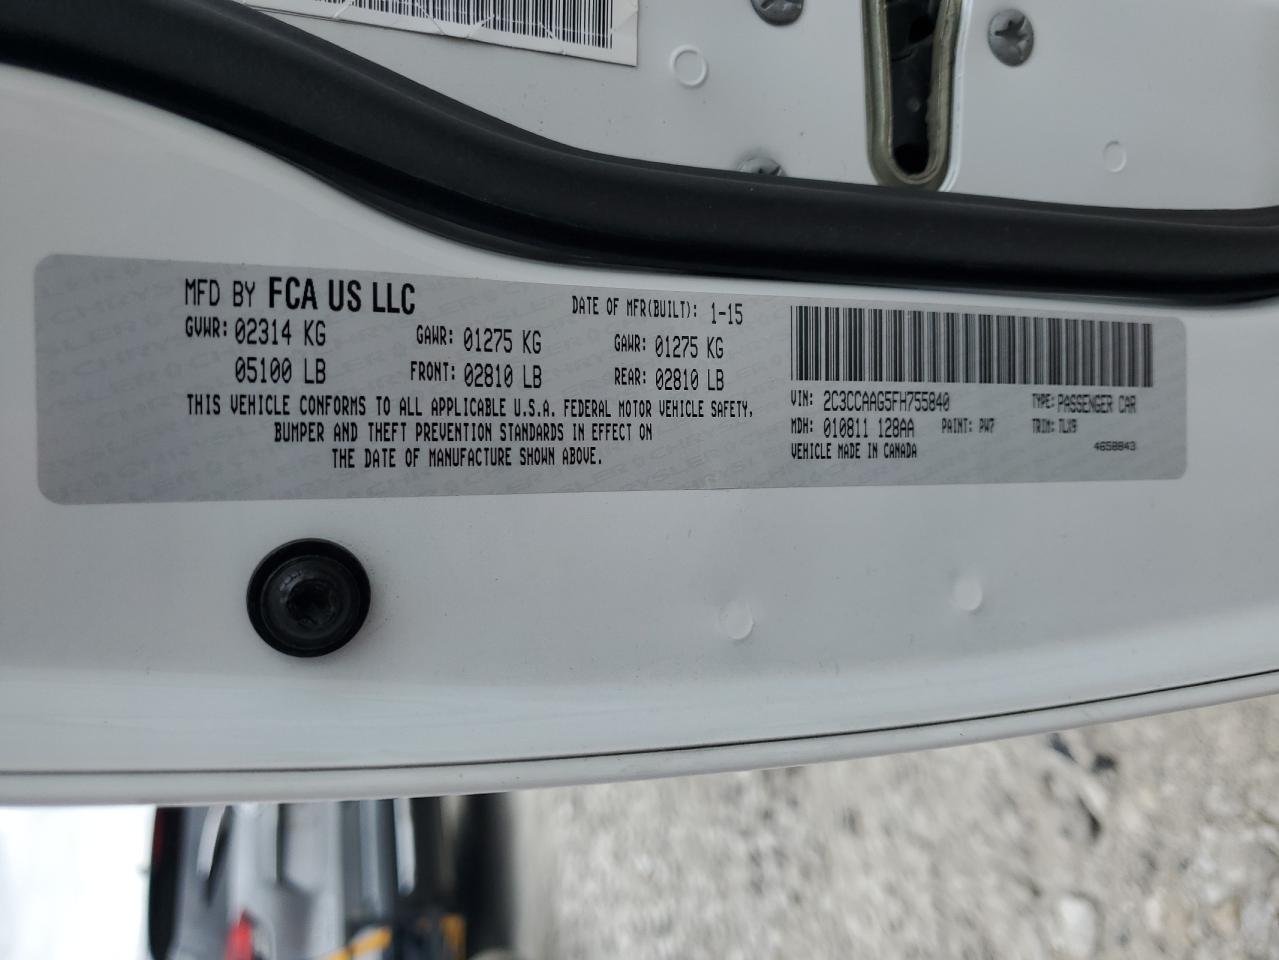 MFD BY FCA US LLC DATE OF MFR(BUILT): 1-15
GVWR: 02314 KG GAWR: 01275 KG GAWR: 01275 KG
05100 LB FRONT: 02810 LB REAR: 02810 LB
THIS VEHICLE CONFORMS TO ALL APPLICABLE U.S.A. FEDERAL MOTOR VEHICLE SAFETY,
BUMPER AND THEFT PREVENTION STANDARDS IN EFFECT ON
THE DATE OF MANUFACTURE SHOWN ABOVE.
VIN: 2C3CCAAG5FH755840 TYPE: PASSENGER CAR
MDH: 010811 128AA PAINT: PW7 TRIM: TLX9
VEHICLE MADE IN CANADA 4658843